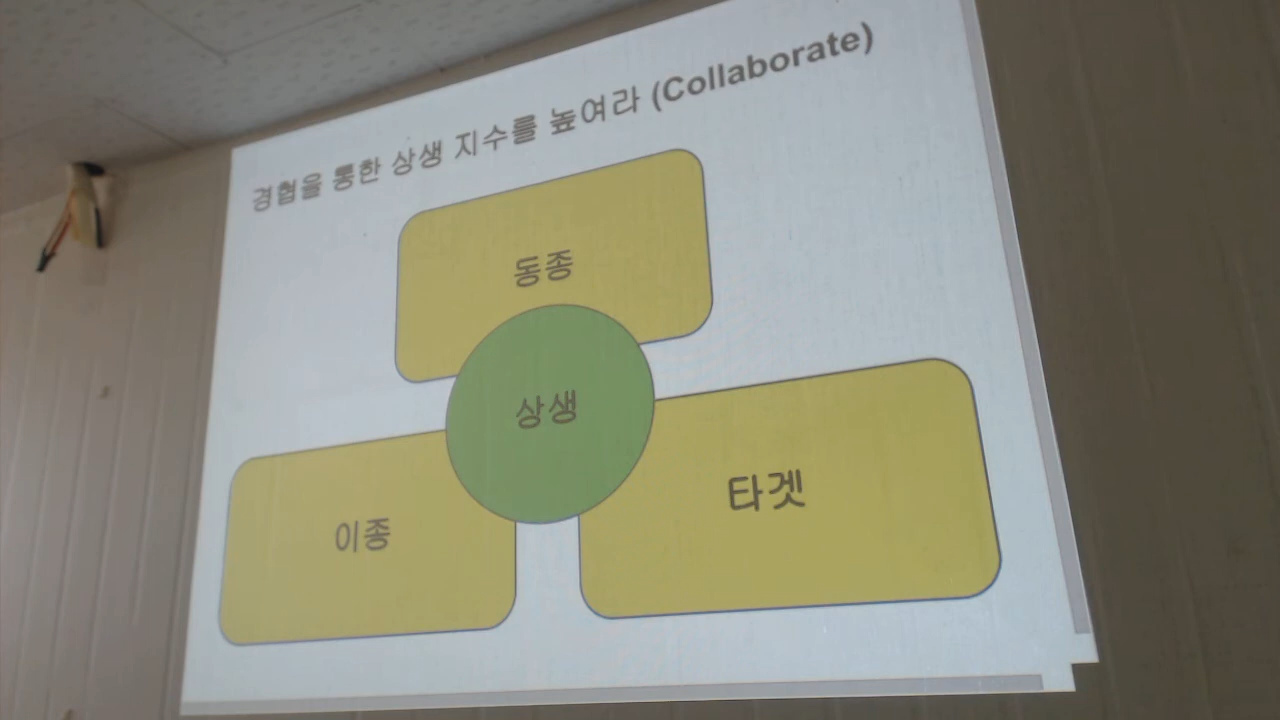 경협을 통한 상생 지수를 높여라 (Collaborate)
동종
상생
이종
타겟